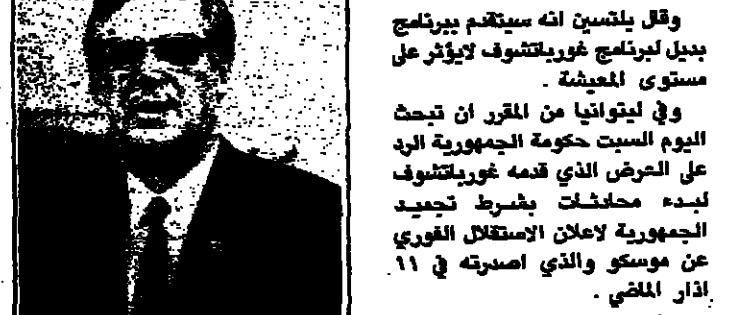 وقال يلتسين انه سيتقدم ببرنامج
بديل لبرنامج غورباتشوف لايؤثر على
مستوى المعيشة .
وفي ليتوانيا من المقرر ان تبحث
اليوم السبت حكومة الجمهورية الرد
على العرض الذي قدمه غورباتشوف
لبدء محادثات بشرط تجميد
الجمهورية لاعلان الاستقلال الفوري
عن موسكو والذي اصدرته في ١١
اذار الماضي .